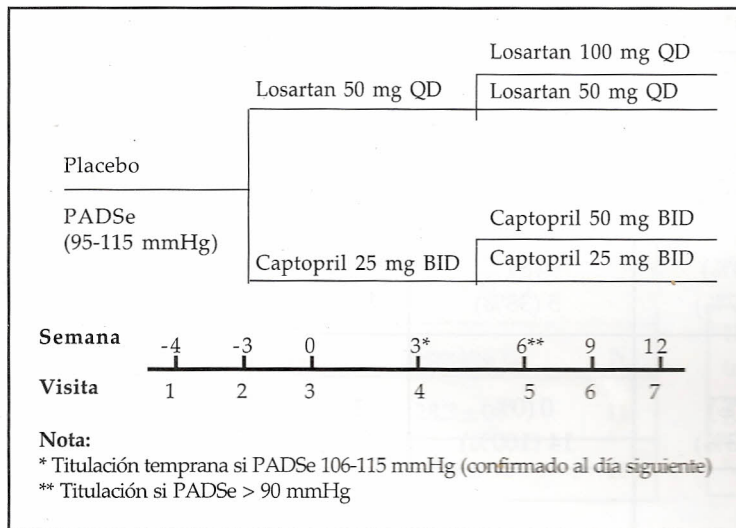 Losartan 100 mg QD
Losartan 50 mg QD
Losartan 50 mg QD
Placebo
PADSe
(95-115 mmHg)
Captopril 50 mg BID
Captopril 25 mg BID
Captopril 25 mg BID
Semana -4 -3 0 3* 6** 9 12
Visita 1 2 3 4 5 6 7
Nota:
* Titulación temprana si PADSe 106-115 mmHg (confirmado al día siguiente)
** Titulación si PADSe > 90 mmHg